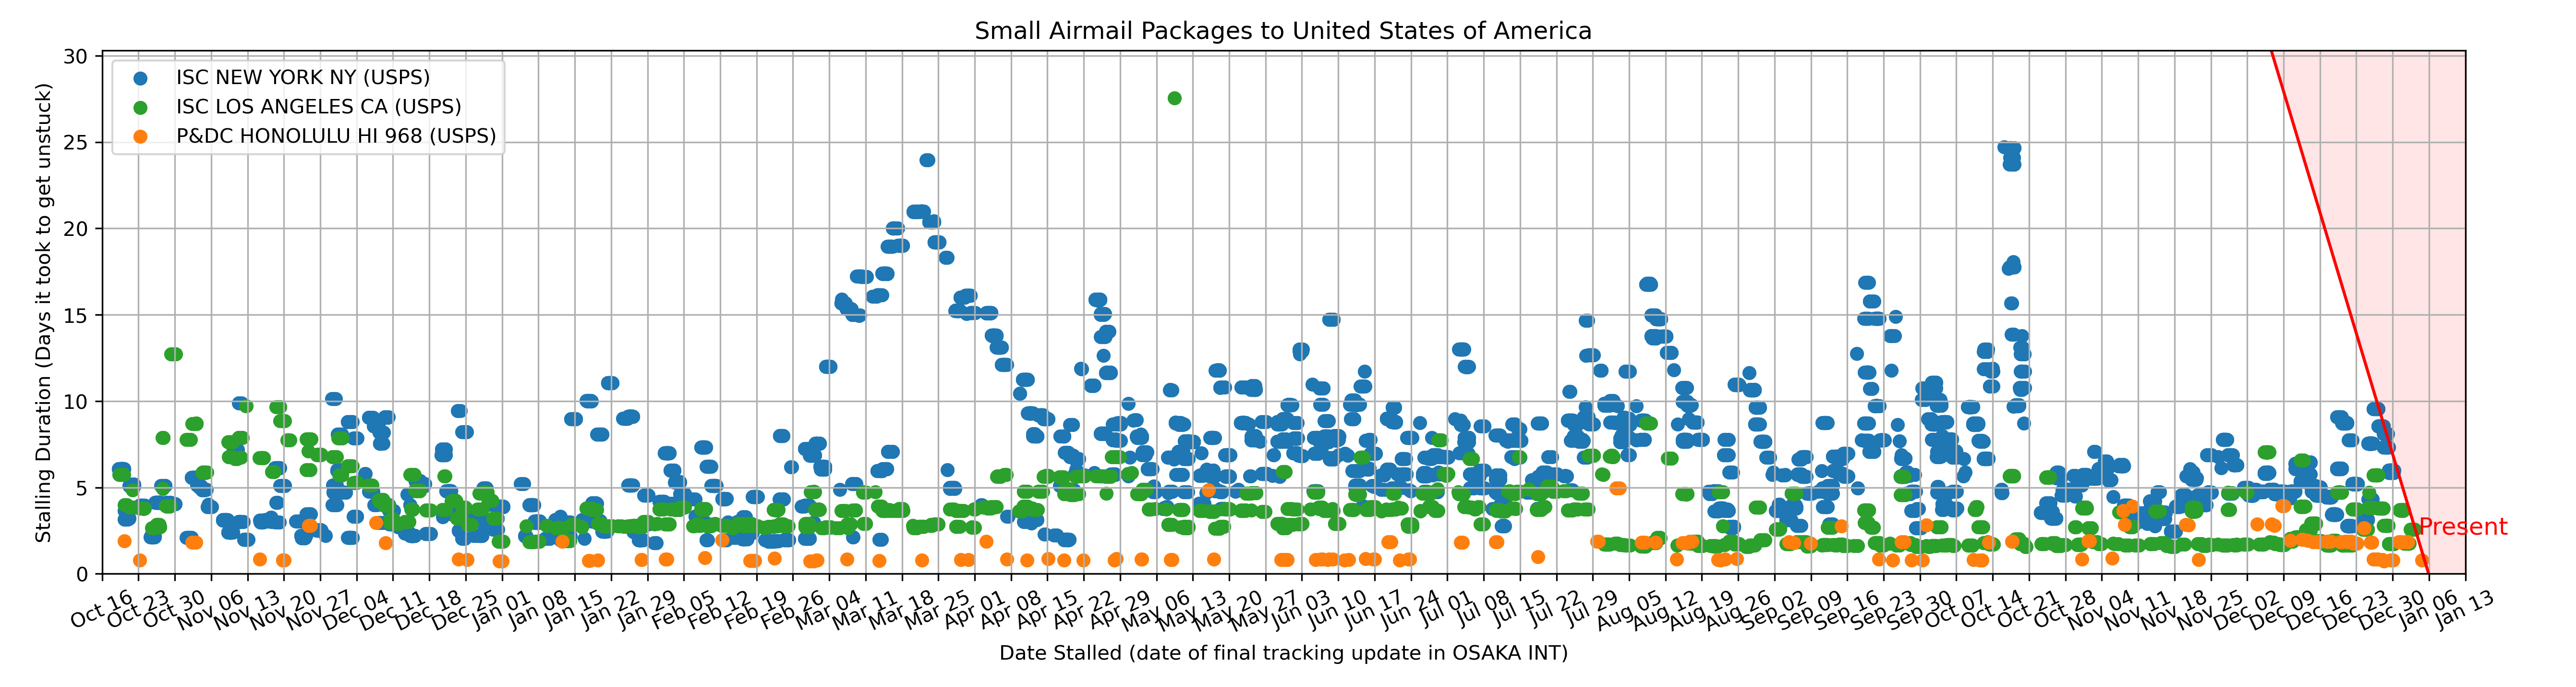 Small Airmail Packages to United States of America
Stalling Duration (Days it took to get unstuck)
30
25
20
15
10
5
0
ISC NEW YORK NY (USPS)
ISC LOS ANGELES CA (USPS)
P&DC HONOLULU HI 968 (USPS)
Present
Oct 16 Oct 23 Oct 30 Nov 06 Nov 13 Nov 20 Nov 27 Dec 04 Dec 11 Dec 18 Dec 25 Jan 01 Jan 08 Jan 15 Jan 22 Jan 29 Feb 05 Feb 12 Feb 19 Feb 26 Mar 04 Mar 11 Mar 18 Mar 25 Apr 01 Apr 08 Apr 15 Apr 22 Apr 29 May 06 May 13 May 20 May 27 Jun 03 Jun 10 Jun 17 Jun 24 Jul 01 Jul 08 Jul 15 Jul 22 Jul 29 Aug 05 Aug 12 Aug 19 Aug 26 Sep 02 Sep 09 Sep 16 Sep 23 Sep 30 Oct 07 Oct 14 Oct 21 Oct 28 Nov 04 Nov 11 Nov 18 Nov 25 Dec 02 Dec 09 Dec 16 Dec 23 Dec 30 Jan 06 Jan 13
Date Stalled (date of final tracking update in OSAKA INT)